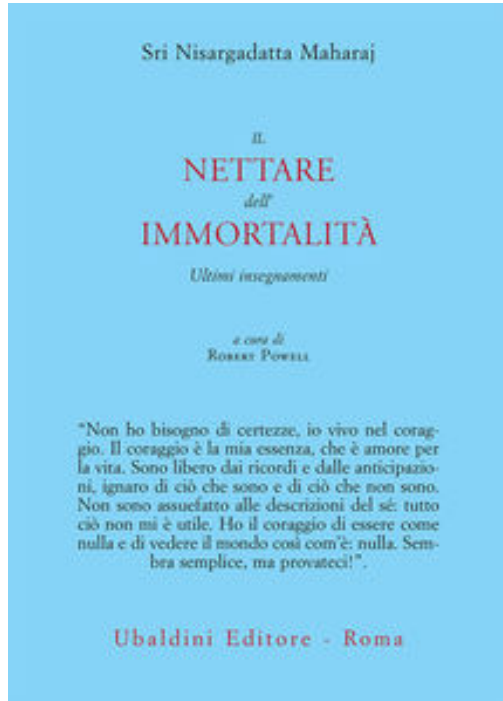 Sri Nisargadatta Maharaj
IL
NETTARE
dell'
IMMORTALITÀ
Ultimi insegnamenti
a cura di
ROBERT POWELL
"Non ho bisogno di certezze, io vivo nel corag-
gio. Il coraggio è la mia essenza, che è amore per
la vita. Sono libero dai ricordi e dalle anticipazio-
ni, ignaro di ciò che sono e di ciò che non sono.
Non sono assuefatto alle descrizioni del sé: tutto
ciò non mi è utile. Ho il coraggio di essere come
nulla e di vedere il mondo così com'è: nulla. Sem-
bra semplice, ma provateci!".
Ubaldini Editore - Roma